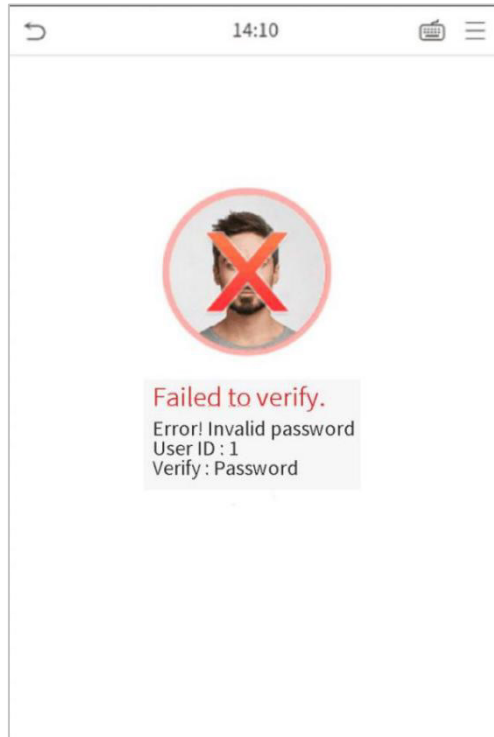 14:10
Failed to verify.
Error! Invalid password
User ID : 1
Verify : Password